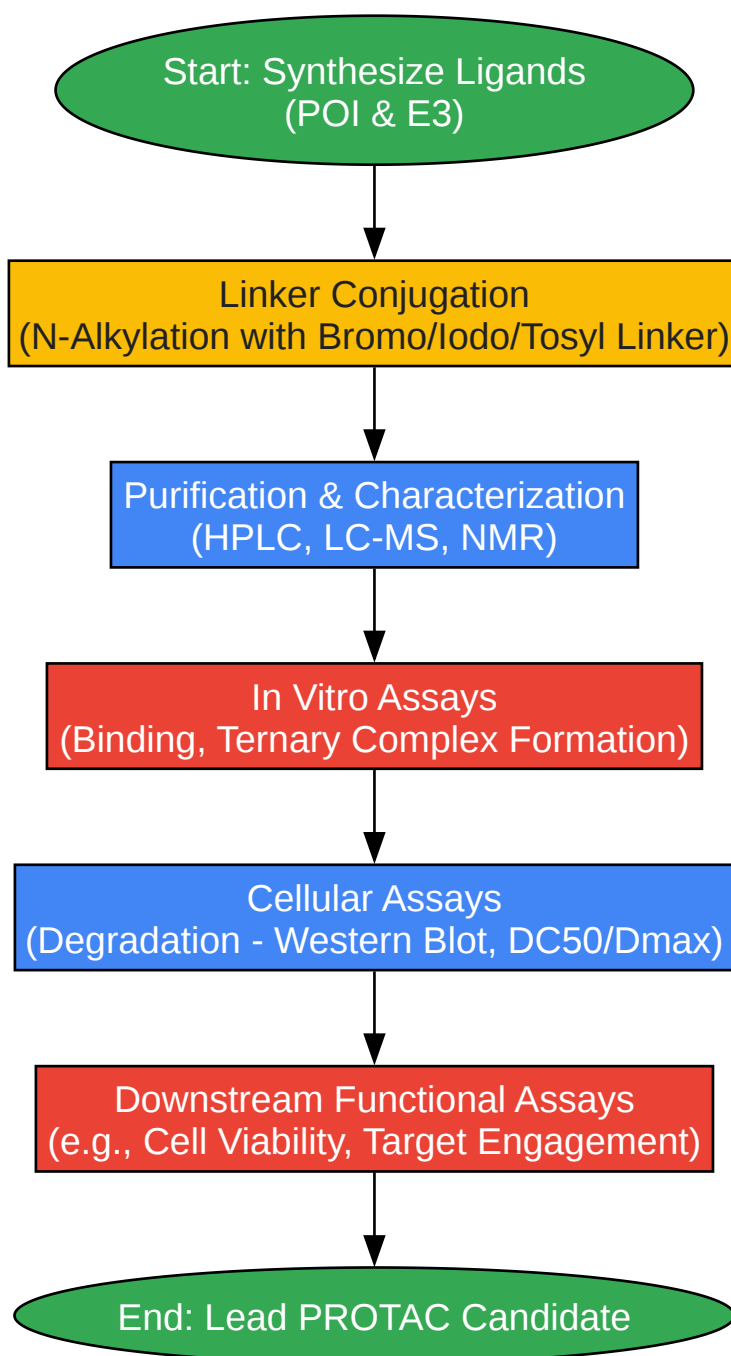 Start: Synthesize Ligands
(POI & E3)
Linker Conjugation
(N-Alkylation with Bromo/Iodo/Tosyl Linker)
Purification & Characterization
(HPLC, LC-MS, NMR)
In Vitro Assays
(Binding, Ternary Complex Formation)
Cellular Assays
(Degradation - Western Blot, DC50/Dmax)
Downstream Functional Assays
(e.g., Cell Viability, Target Engagement)
End: Lead PROTAC Candidate